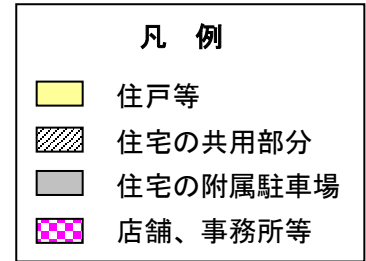 凡 例
住戸等
住宅の共用部分
住宅の附属駐車場
店舗、事務所等